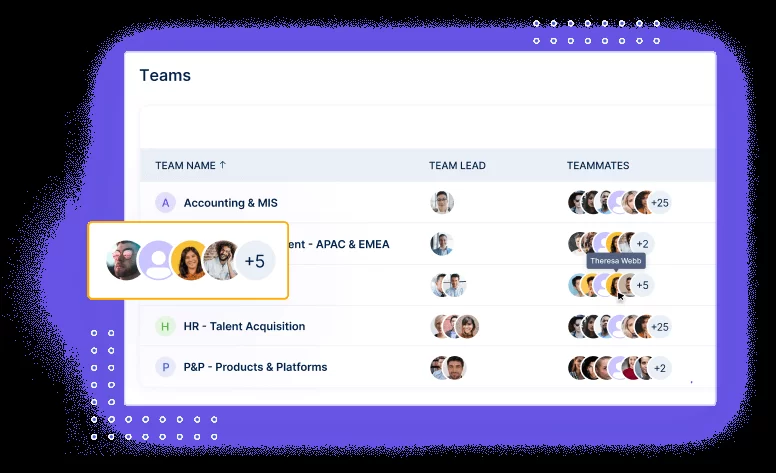 Teams
TEAM NAME ↑ TEAM LEAD TEAMMATES
A Accounting & MIS +25
ent - APAC & EMEA +2
Theresa Webb
+5
+5
H HR - Talent Acquisition +25
P P&P - Products & Platforms +2